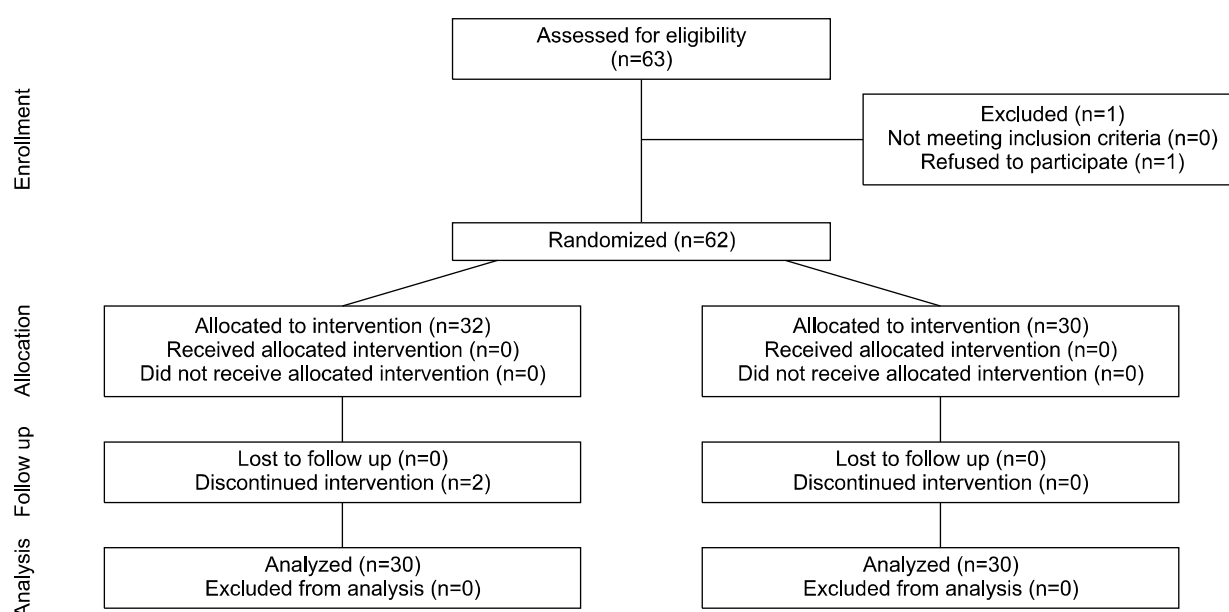 Enrollment
Assessed for eligibility
(n=63)
Excluded (n=1)
Not meeting inclusion criteria (n=0)
Refused to participate (n=1)
Randomized (n=62)
Allocation
Allocated to intervention (n=32)
Received allocated intervention (n=0)
Did not receive allocated intervention (n=0)
Allocated to intervention (n=30)
Received allocated intervention (n=0)
Did not receive allocated intervention (n=0)
Follow up
Lost to follow up (n=0)
Discontinued intervention (n=2)
Lost to follow up (n=0)
Discontinued intervention (n=0)
Analysis
Analyzed (n=30)
Excluded from analysis (n=0)
Analyzed (n=30)
Excluded from analysis (n=0)